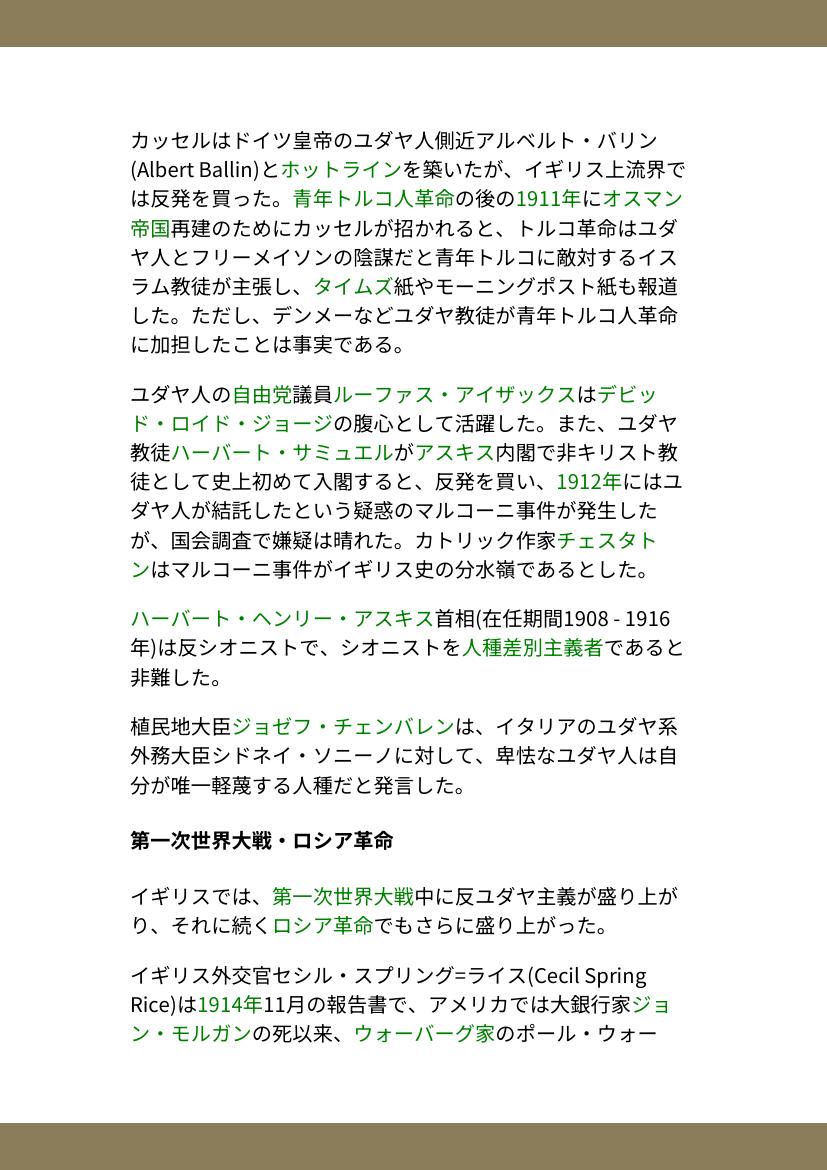 カッセルはドイツ皇帝のユダヤ人側近アルベルト・バリン
(Albert Ballin)とホットラインを築いたが、イギリス上流界で
は反発を買った。青年トルコ人革命の後の1911年にオスマン
帝国再建のためにカッセルが招かれると、トルコ革命はユダ
ヤ人とフリーメイソンの陰謀だと青年トルコに敵対するイス
ラム教徒が主張し、タイムズ紙やモーニングポスト紙も報道
した。ただし、デンメーなどユダヤ教徒が青年トルコ人革命
に加担したことは事実である。
ユダヤ人の自由党議員ルーファス・アイザックスはデビッ
ド・ロイド・ジョージの腹心として活躍した。また、ユダヤ
教徒ハーバート・サミュエルがアスキス内閣で非キリスト教
徒として史上初めて入閣すると、反発を買い、1912年にはユ
ダヤ人が結託したという疑惑のマルコーニ事件が発生した
が、国会調査で嫌疑は晴れた。カトリック作家チェスタト
ンはマルコーニ事件がイギリス史の分水嶺であるとした。
ハーバート・ヘンリー・アスキス首相(在任期間1908 - 1916
年)は反シオニストで、シオニストを人種差別主義者であると
非難した。
植民地大臣ジョゼフ・チェンバレンは、イタリアのユダヤ系
外務大臣シドネイ・ソニーノに対して、卑怯なユダヤ人は自
分が唯一軽蔑する人種だと発言した。
第一次世界大戦・ロシア革命
イギリスでは、第一次世界大戦中に反ユダヤ主義が盛り上が
り、それに続くロシア革命でもさらに盛り上がった。
イギリス外交官セシル・スプリング=ライス(Cecil Spring
Rice)は1914年11月の報告書で、アメリカでは大銀行家ジョ
ン・モルガンの死以来、ウォーバーグ家のポール・ウォー